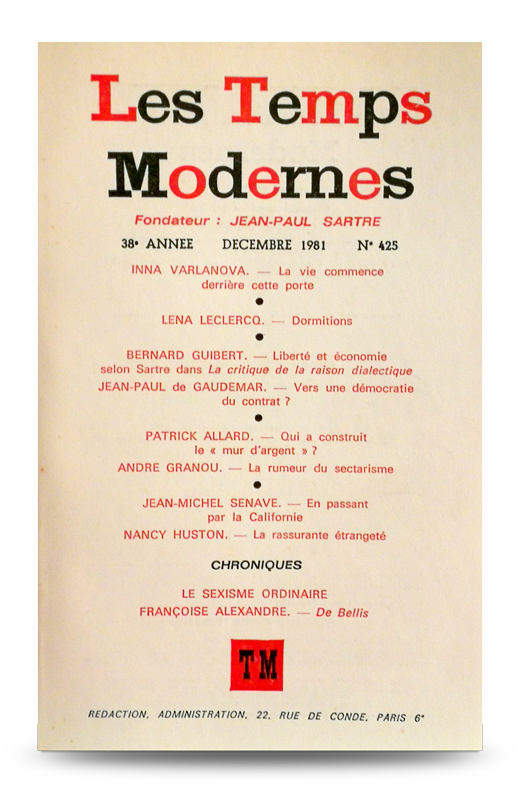 Les Temps
Modernes
Fondateur : JEAN-PAUL SARTRE
38e ANNEE DECEMBRE 1981 N° 425
INNA VARLANOVA. — La vie commence
derrière cette porte
●
LENA LECLERCQ. — Dormitions
●
BERNARD GUIBERT. — Liberté et économie
selon Sartre dans La critique de la raison dialectique
JEAN-PAUL de GAUDEMAR. — Vers une démocratie
du contrat ?
●
PATRICK ALLARD. — Qui a construit
le « mur d'argent » ?
ANDRE GRANOU. — La rumeur du sectarisme
●
JEAN-MICHEL SENAVE. — En passant
par la Californie
NANCY HUSTON. — La rassurante étrangeté
CHRONIQUES
LE SEXISME ORDINAIRE
FRANÇOISE ALEXANDRE. — De Bellis
TM
REDACTION, ADMINISTRATION, 22, RUE DE CONDE, PARIS 6e